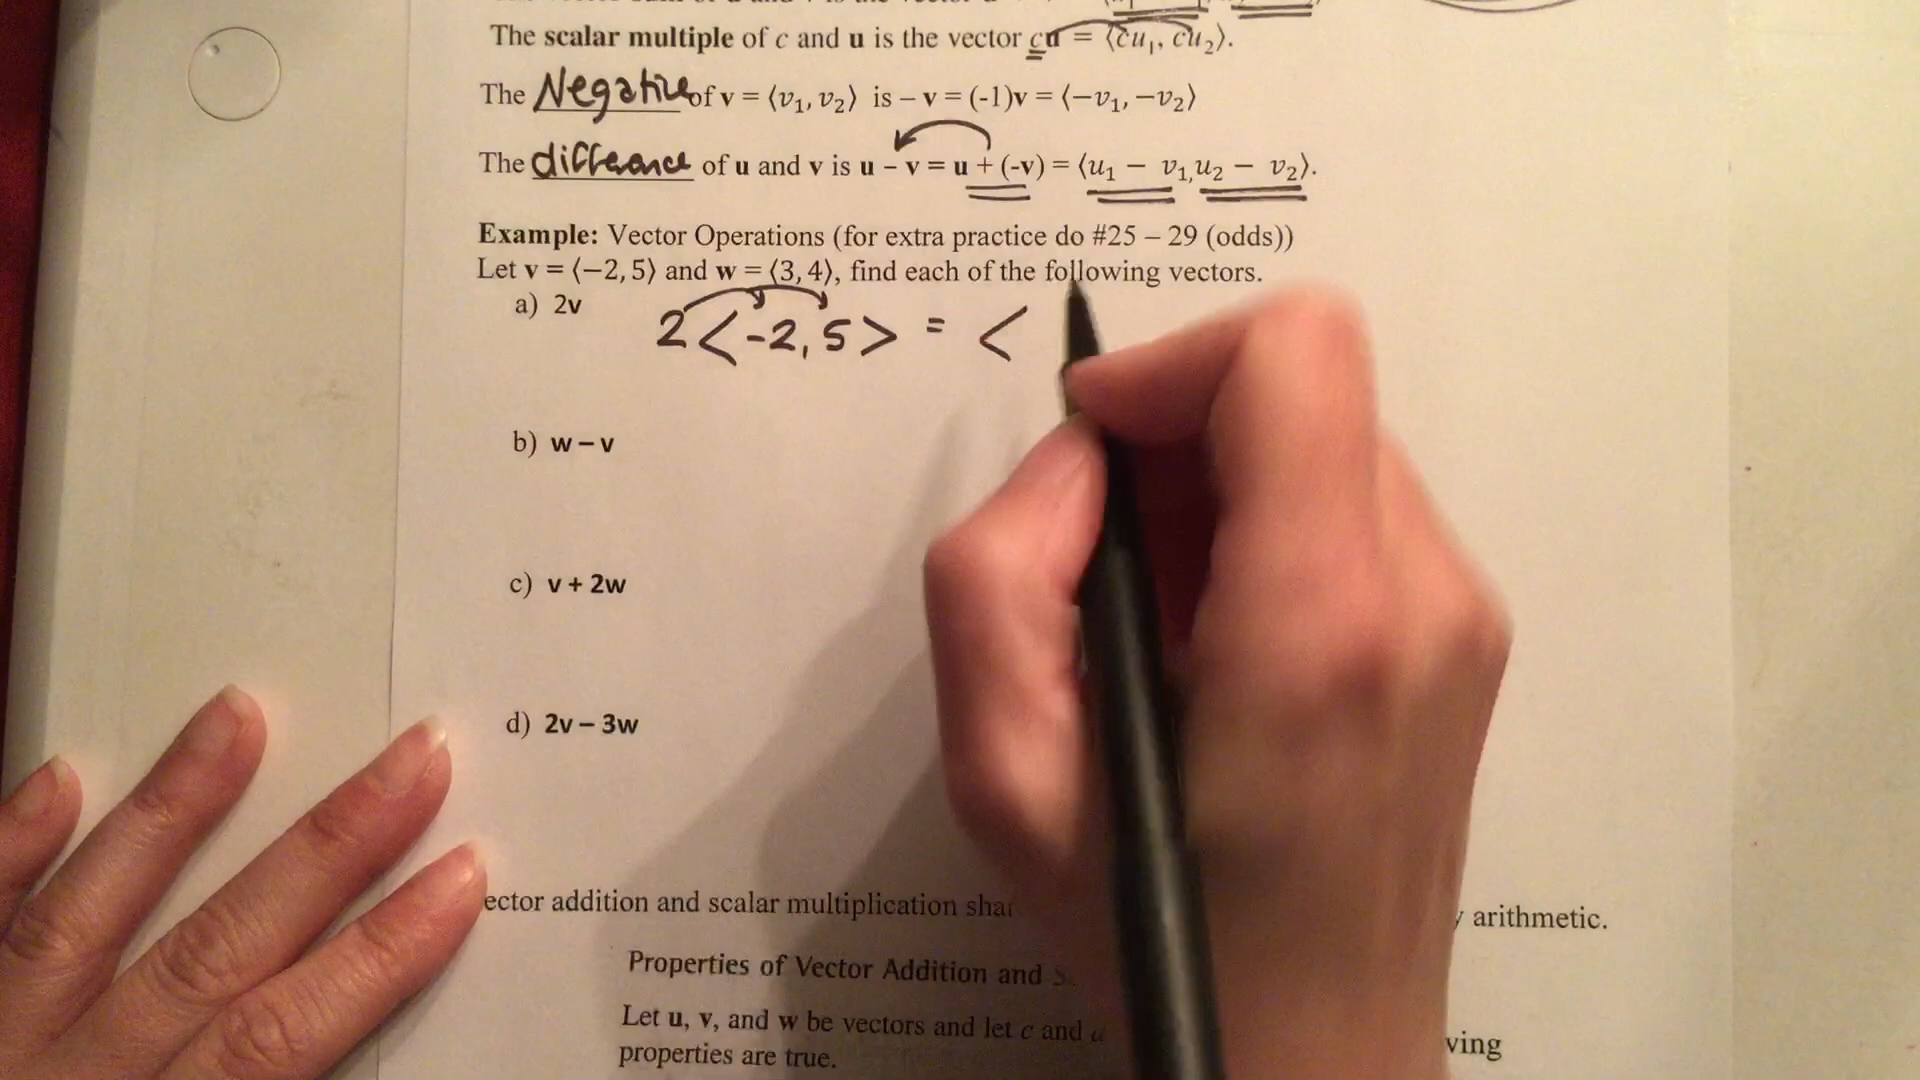 The scalar multiple of c and u is the vector cu = ⟨cu₁, cu₂⟩.
The Negative of v = ⟨v₁, v₂⟩ is – v = (-1)v = ⟨−v₁, −v₂⟩
The differance of u and v is u – v = u + (-v) = ⟨u₁ − v₁, u₂ − v₂⟩.
Example: Vector Operations (for extra practice do #25 – 29 (odds))
Let v = ⟨−2, 5⟩ and w = ⟨3, 4⟩, find each of the following vectors.
a) 2v 2<-2, 5> = <
b) w – v
c) v + 2w
d) 2v – 3w
ector addition and scalar multiplication arithmetic.
Properties of Vector Addition and
Let u, v, and w be vectors and let c and
properties are true.